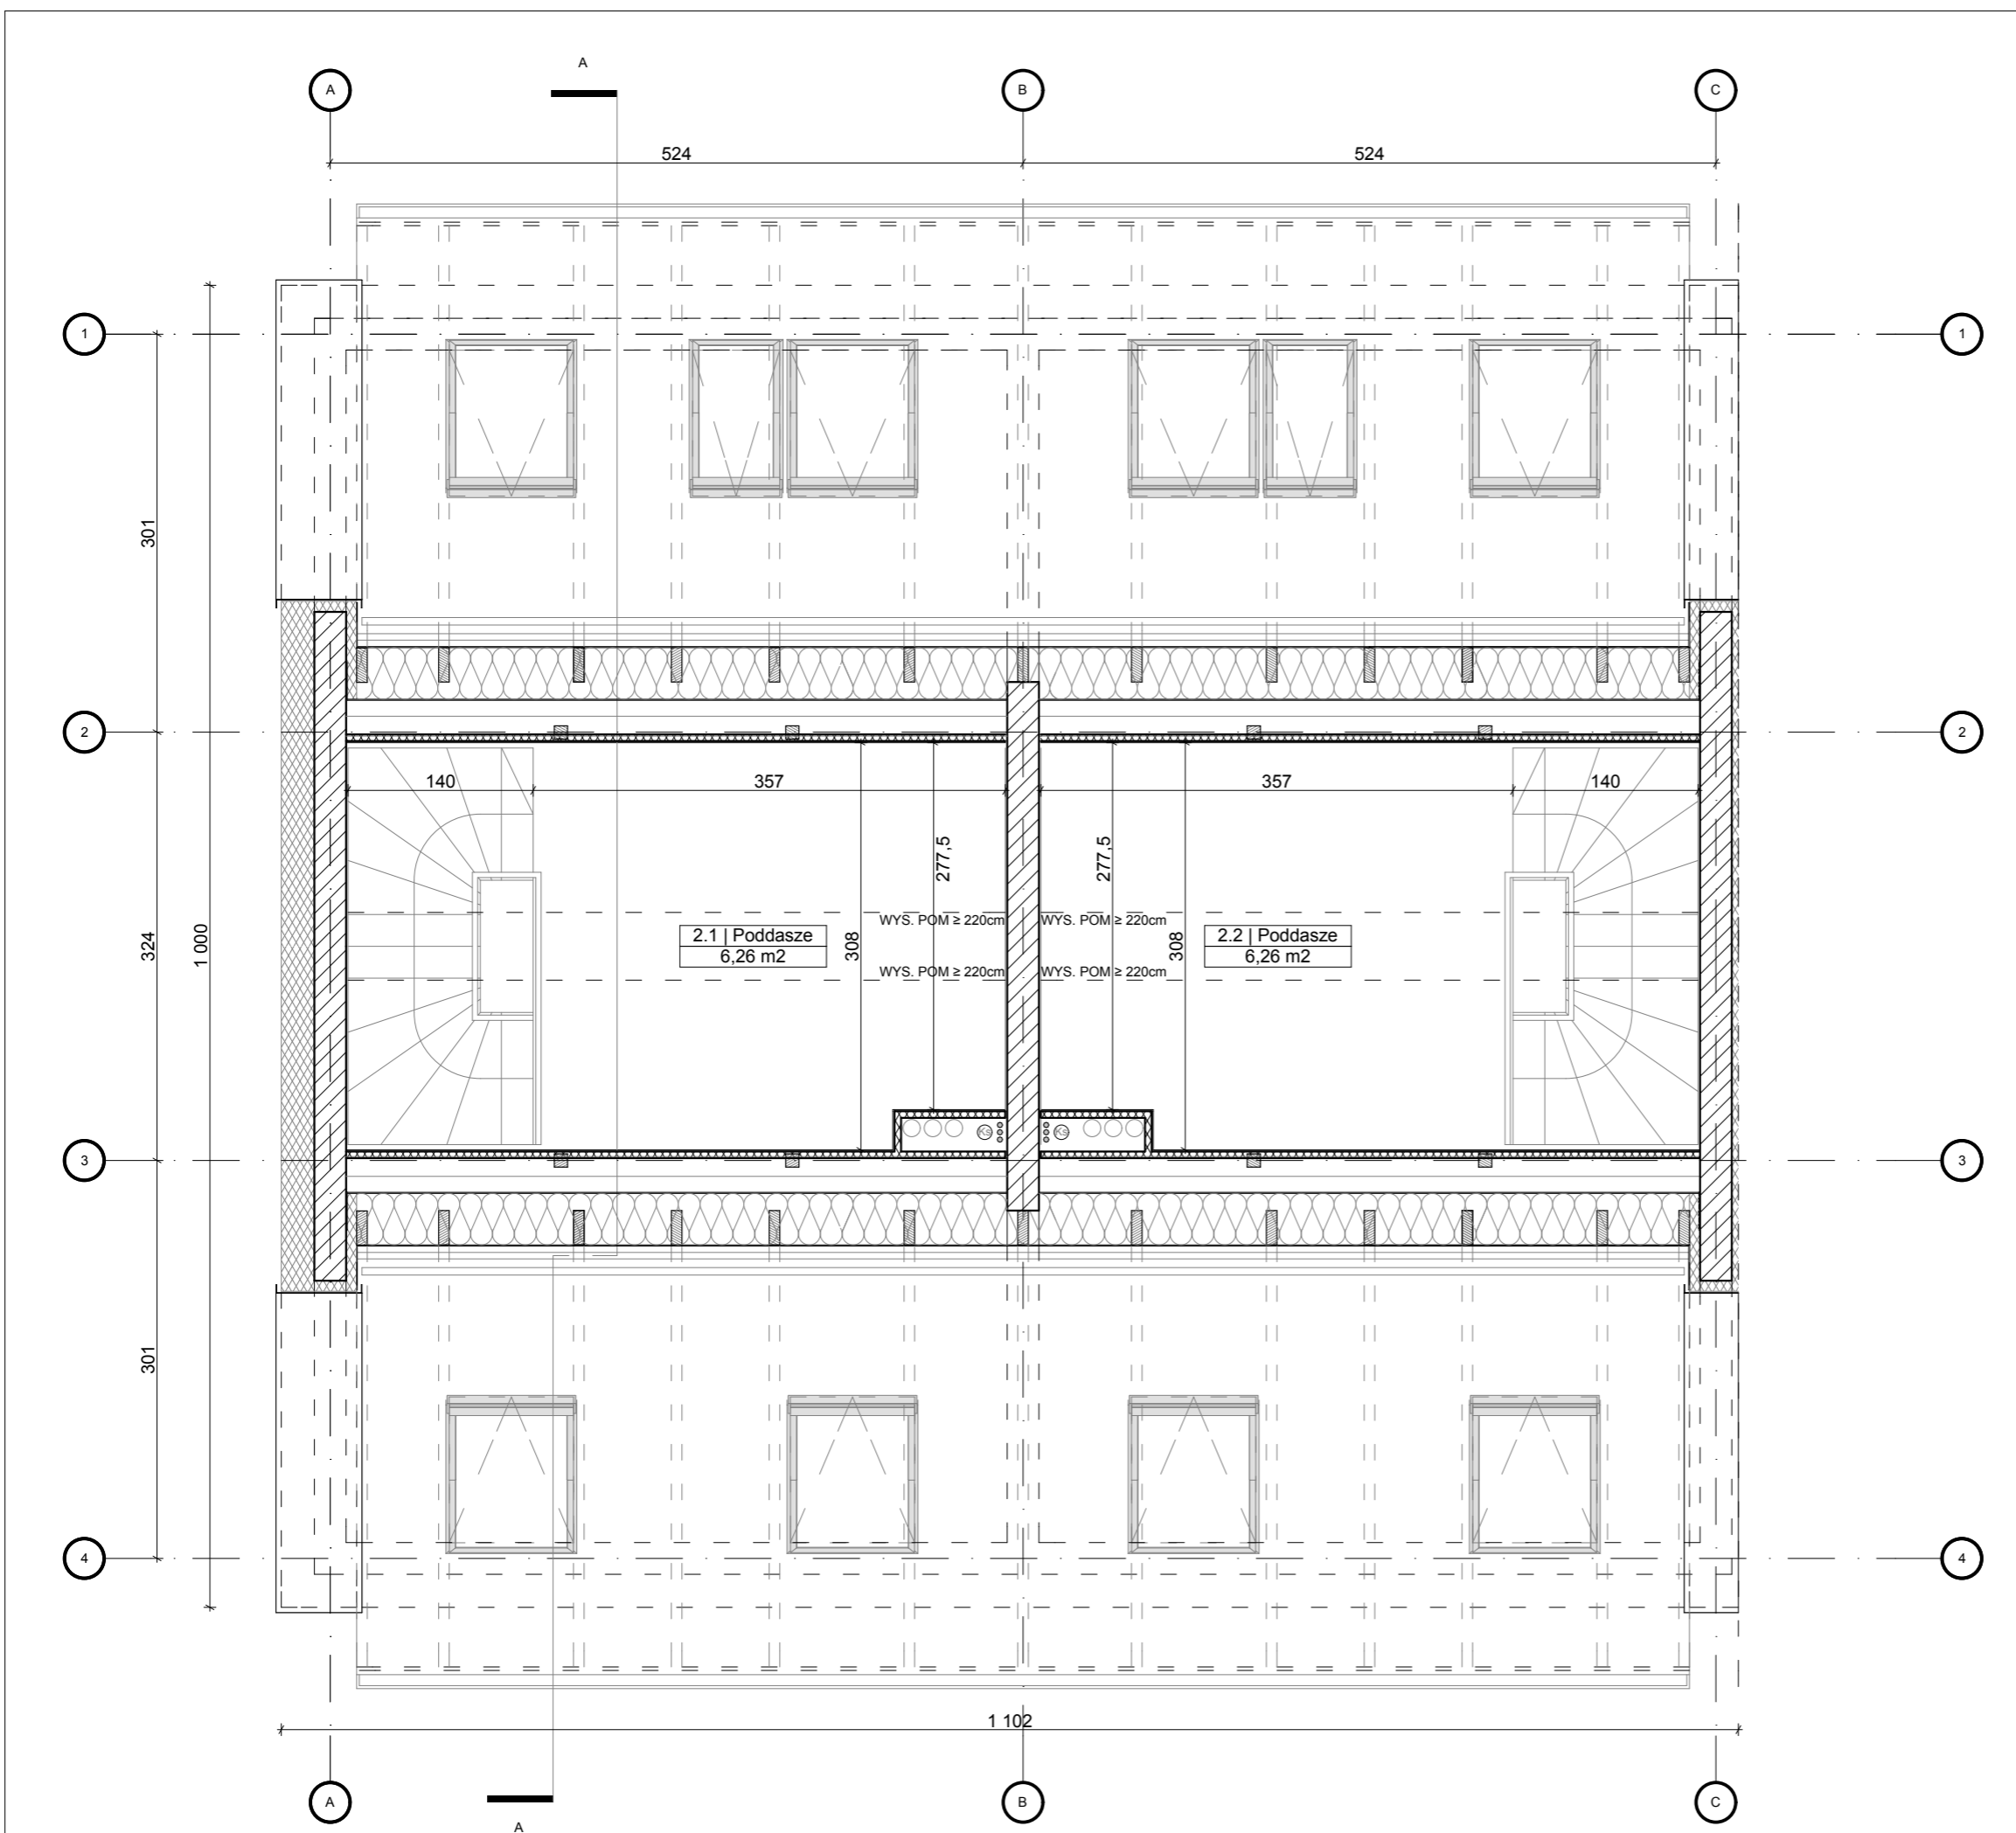 A
A
B
C
524
524
1
1
301
2
2
140
357
357
140
277,5
277,5
WYS. POM ≥ 220cm
WYS. POM ≥ 220cm
2.1 | Poddasze
6,26 m2
308
308
2.2 | Poddasze
6,26 m2
324
1 000
WYS. POM ≥ 220cm
WYS. POM ≥ 220cm
Ks
Ks
3
3
301
4
4
1 102
A
B
C
A